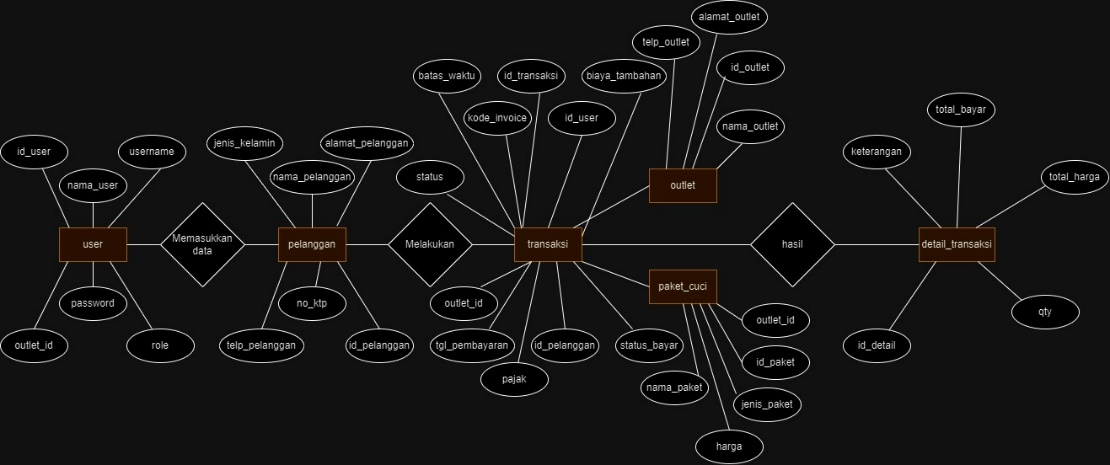 alamat_outlet
telp_outlet
batas_waktu
id_transaksi
biaya_tambahan
id_outlet
kode_invoice
id_user
nama_outlet
total_bayar
id_user
username
jenis_kelamin
alamat_pelanggan
keterangan
nama_user
nama_pelanggan
status
total_harga
outlet
user
Memasukkan
data
pelanggan
Melakukan
transaksi
hasil
detail_transaksi
paket_cuci
password
no_ktp
outlet_id
outlet_id
qty
outlet_id
role
telp_pelanggan
id_pelanggan
tgl_pembayaran
id_pelanggan
status_bayar
id_paket
id_detail
pajak
nama_paket
jenis_paket
harga